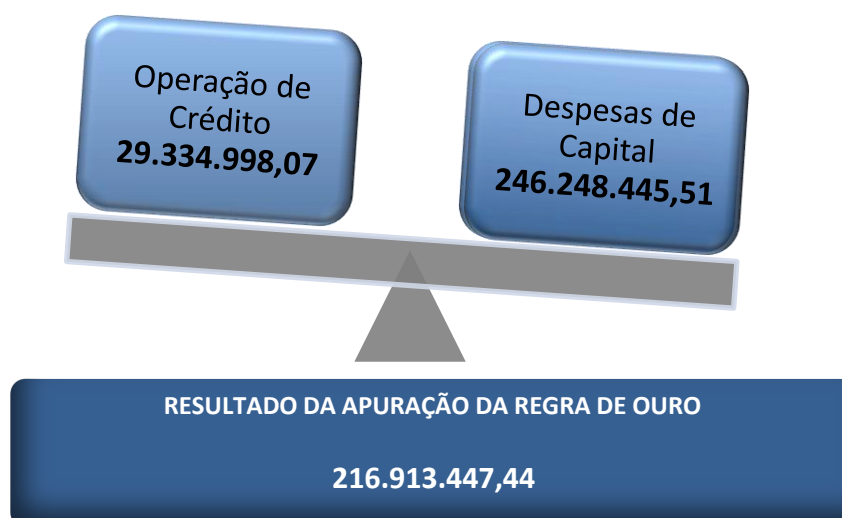 Operação de
Crédito
29.334.998,07
Despesas de
Capital
246.248.445,51
RESULTADO DA APURAÇÃO DA REGRA DE OURO
216.913.447,44